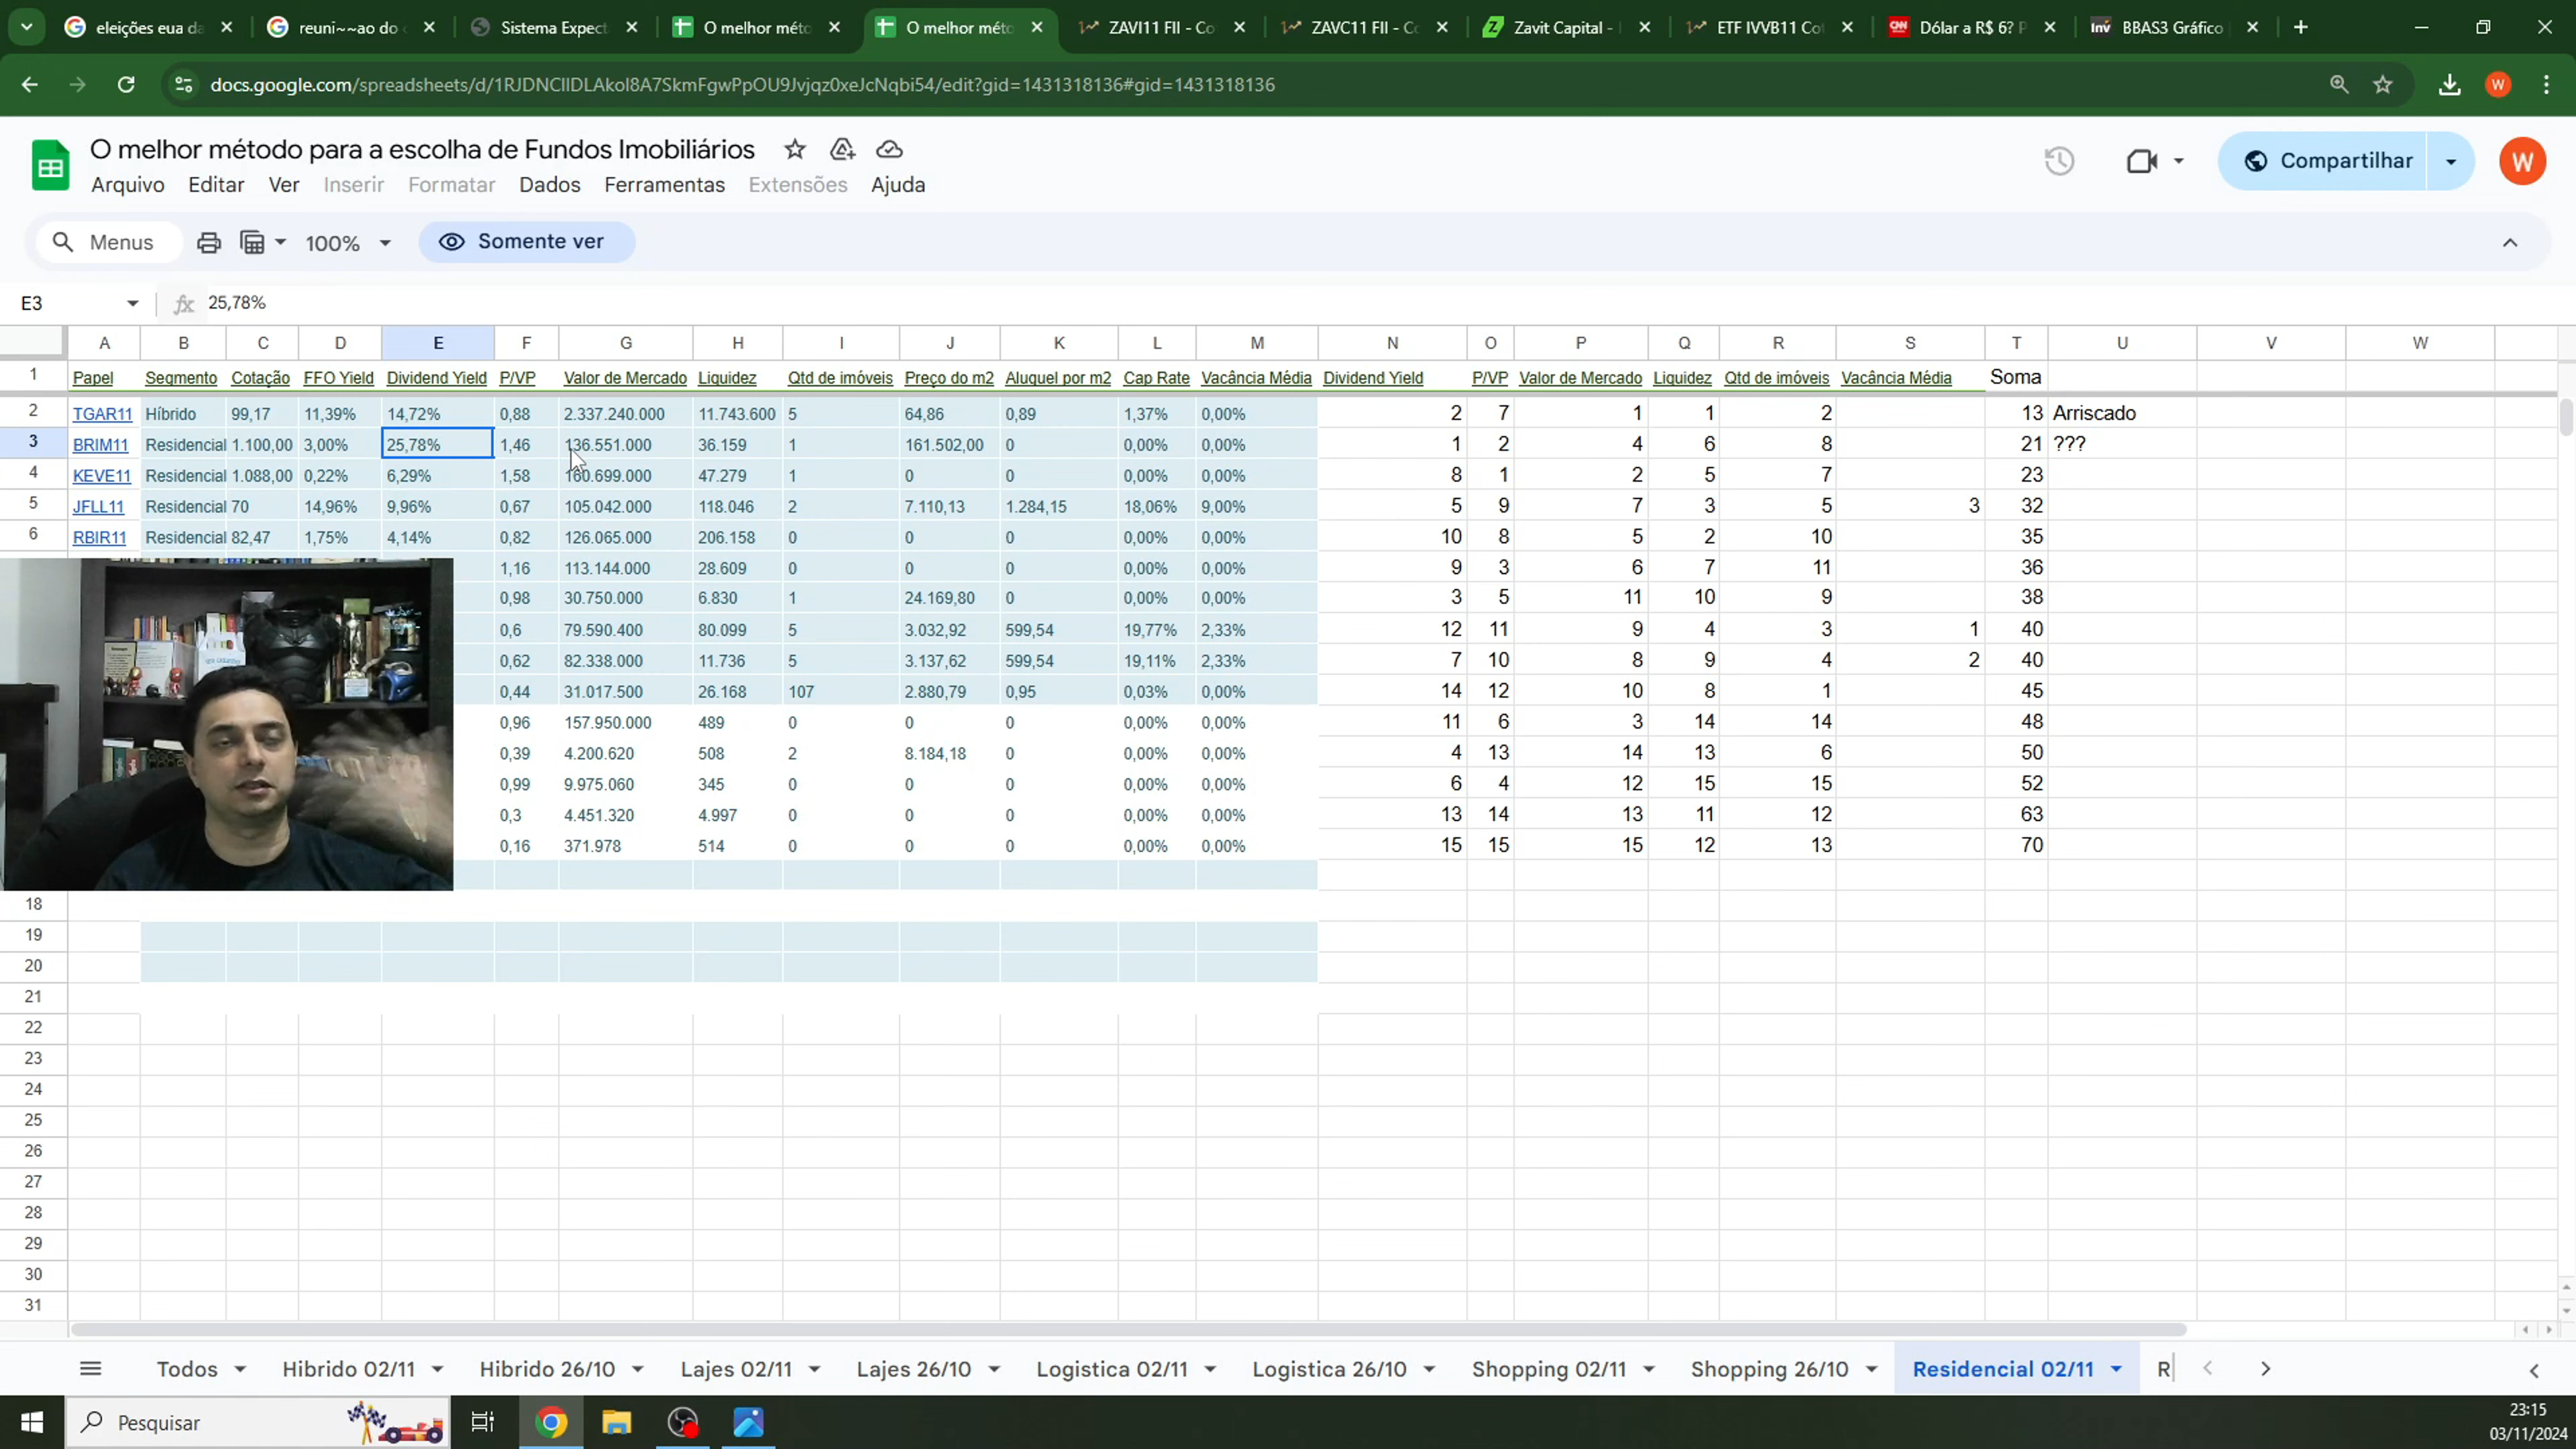 eleições eua da
reuni~~ao do c
Sistema Expect
O melhor méto
O melhor méto
ZAVI11 FII - Co
ZAVC11 FII - Co
Zavit Capital -
ETF IVVB11 Cot
CNN Dólar a R$ 6? P
Inv BBAS3 Gráfico
O melhor método para a escolha de Fundos Imobiliários
Compartilhar
W
Arquivo Editar Ver Inserir Formatar Dados Ferramentas Extensões Ajuda
Menus 100% Somente ver
E3 fx 25,78%
A B C D E F G H I J K L M N O P Q R S T U V W
1 Papel Segmento Cotação FFO Yield Dividend Yield P/VP Valor de Mercado Liquidez Qtd de imóveis Preço do m2 Aluquel por m2 Cap Rate Vacância Média Dividend Yield P/VP Valor de Mercado Liquidez Qtd de imóveis Vacância Média Soma
2 TGAR11 Híbrido 99,17 11,39% 14,72% 0,88 2.337.240.000 11.743.600 5 64,86 0,89 1,37% 0,00% 2 7 1 1 2 13 Arriscado
3 BRIM11 Residencial 1.100,00 3,00% 25,78% 1,46 136.551.000 36.159 1 161.502,00 0 0,00% 0,00% 1 2 4 6 8 21 ???
4 KEVE11 Residencial 1.088,00 0,22% 6,29% 1,58 160.699.000 47.279 1 0 0 0,00% 0,00% 8 1 2 5 7 23
5 JFLL11 Residencial 70 14,96% 9,96% 0,67 105.042.000 118.046 2 7.110,13 1.284,15 18,06% 9,00% 5 9 7 3 5 3 32
6 RBIR11 Residencial 82,47 1,75% 4,14% 0,82 126.065.000 206.158 0 0 0 0,00% 0,00% 10 8 5 2 10 35
1,16 113.144.000 28.609 0 0 0 0,00% 0,00% 9 3 6 7 11 36
0,98 30.750.000 6.830 1 24.169,80 0 0,00% 0,00% 3 5 11 10 9 38
0,6 79.590.400 80.099 5 3.032,92 599,54 19,77% 2,33% 12 11 9 4 3 1 40
0,62 82.338.000 11.736 5 3.137,62 599,54 19,11% 2,33% 7 10 8 9 4 2 40
0,44 31.017.500 26.168 107 2.880,79 0,95 0,03% 0,00% 14 12 10 8 1 45
0,96 157.950.000 489 0 0 0 0,00% 0,00% 11 6 3 14 14 48
0,39 4.200.620 508 2 8.184,18 0 0,00% 0,00% 4 13 14 13 6 50
0,99 9.975.060 345 0 0 0 0,00% 0,00% 6 4 12 15 15 52
0,3 4.451.320 4.997 0 0 0 0,00% 0,00% 13 14 13 11 12 63
0,16 371.978 514 0 0 0 0,00% 0,00% 15 15 15 12 13 70
18
19
20
21
22
23
24
25
26
27
28
29
30
31
Todos Hibrido 02/11 Hibrido 26/10 Lajes 02/11 Lajes 26/10 Logistica 02/11 Logistica 26/10 Shopping 02/11 Shopping 26/10 Residencial 02/11 R
Pesquisar
23:15
03/11/2024